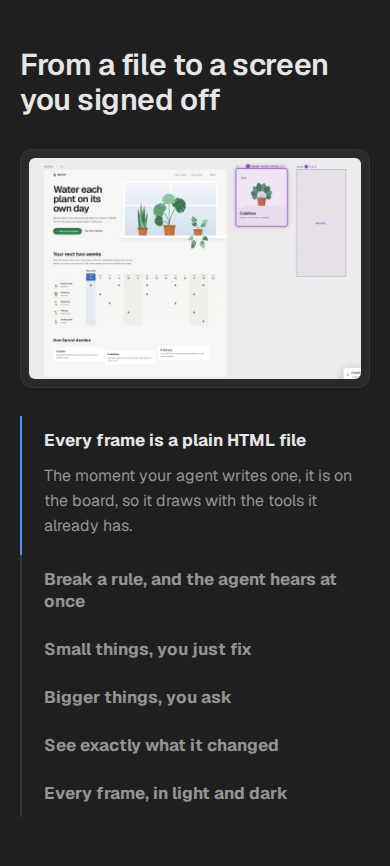 From a file to a screen
you signed off
Water each
plant on its
own day
Your next two weeks
How Sprout decides
Every frame is a plain HTML file
The moment your agent writes one, it is on
the board, so it draws with the tools it
already has.
Break a rule, and the agent hears at
once
Small things, you just fix
Bigger things, you ask
See exactly what it changed
Every frame, in light and dark